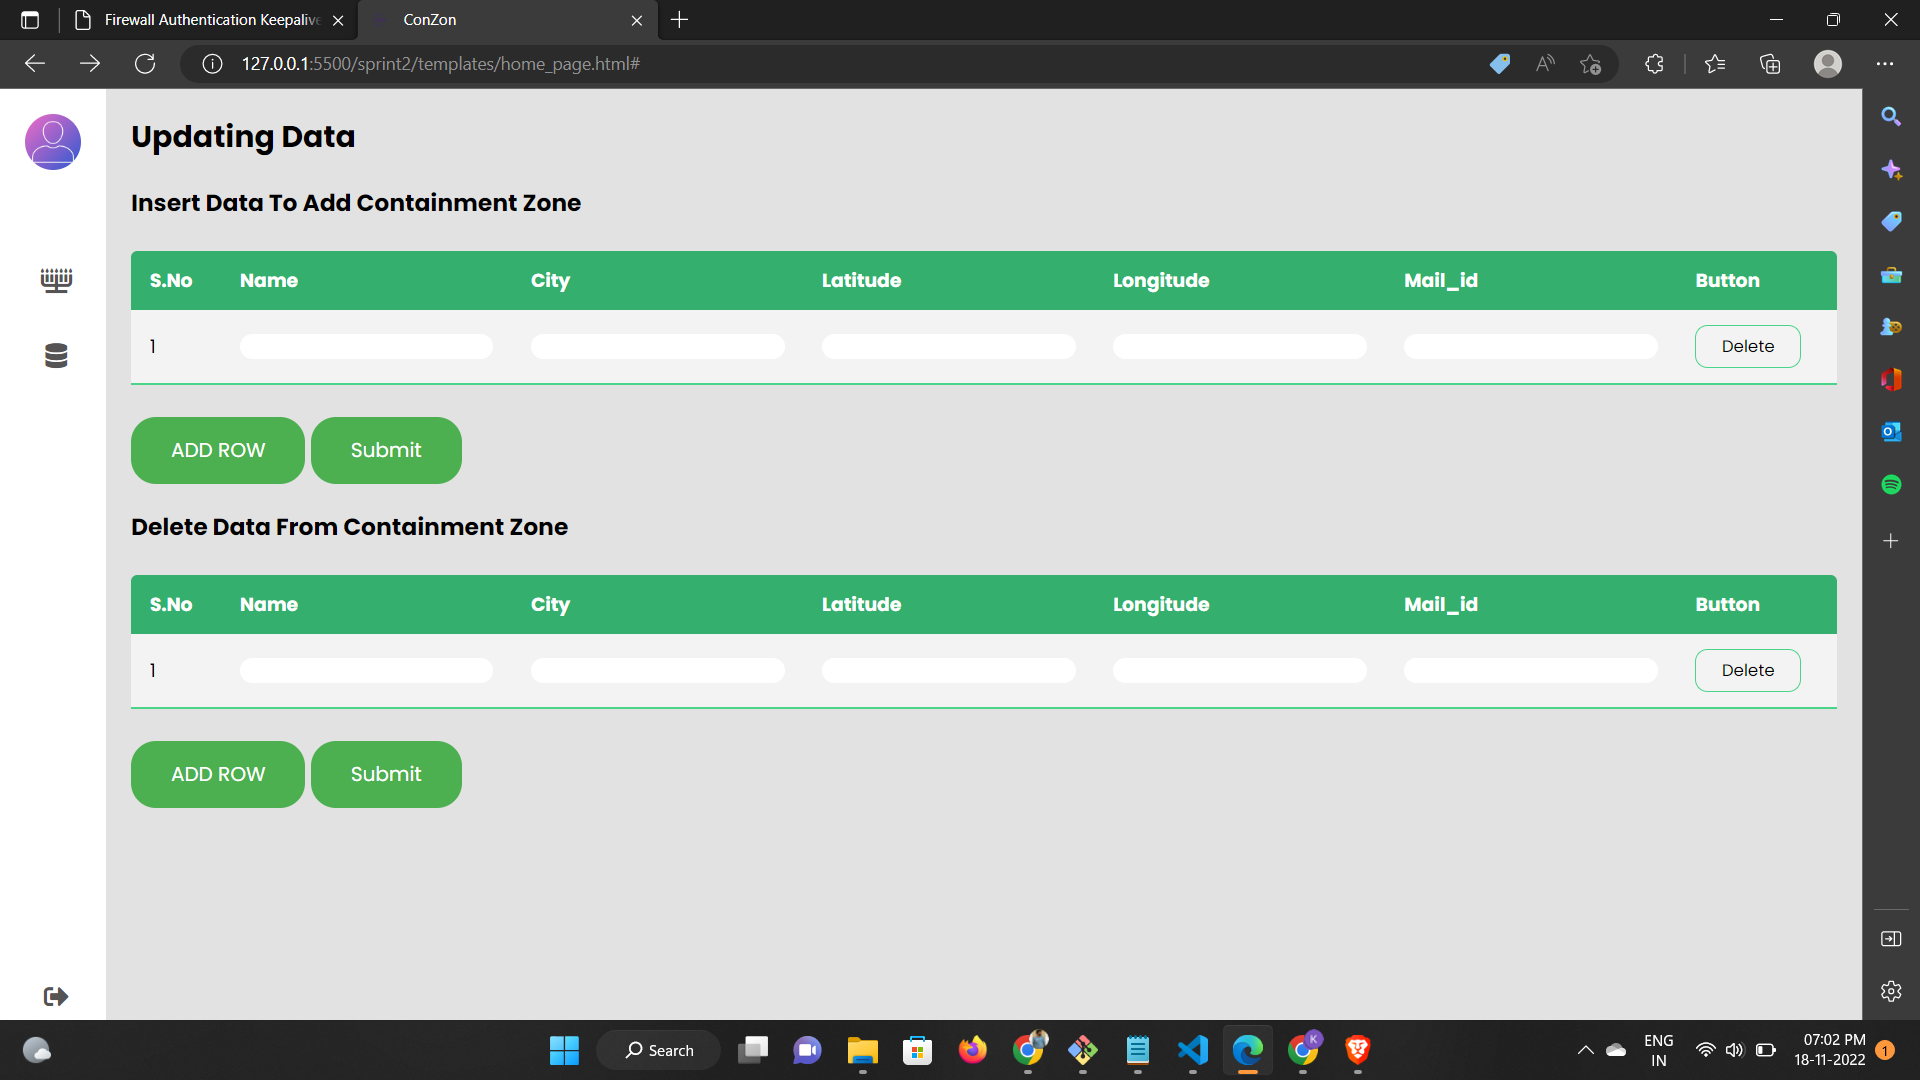 Firewall Authentication Keepalive
ConZon
127.0.0.1:5500/sprint2/templates/home_page.html#
Updating Data
Insert Data To Add Containment Zone
S.No Name City Latitude Longitude Mail_id Button
1 Delete
ADD ROW Submit
Delete Data From Containment Zone
S.No Name City Latitude Longitude Mail_id Button
1 Delete
ADD ROW Submit
Search
K
ENG
IN
07:02 PM
18-11-2022
1